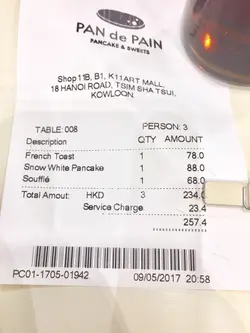 PAN de PAIN
PANCAKE & SWEETS
Shop 11B, B1, K11 ART MALL,
18 HANOI ROAD, TSIM SHA TSUI,
KOWLOON.
TABLE: 008 PERSON: 3
Description QTY AMOUNT
French Toast 1 78.0
Snow White Pancake 1 88.0
Soufflé 1 68.0
Total Amout: HKD 3 234.0
Service Charge 23.4
257.4
PC01-1705-01942 09/05/2017 20:58